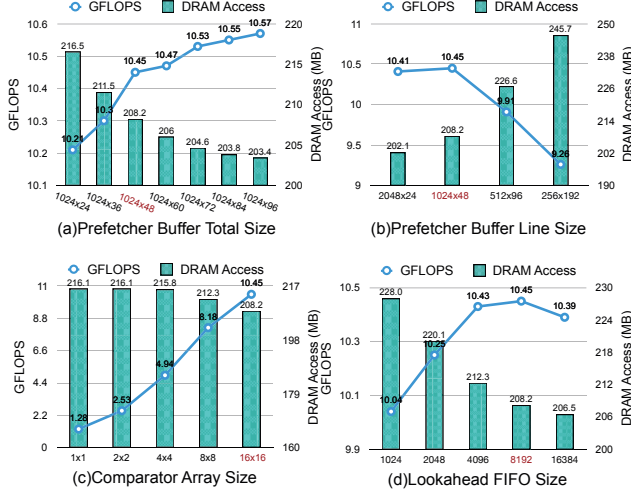 GFLOPS DRAM Access
10.6 10.5 10.4 10.3 10.2 10.1
GFLOPS
216.5 211.5 208.2 206 204.6 203.8 203.4
10.21 10.3 10.45 10.47 10.53 10.55 10.57
220 215 210 205 200
DRAM Access (MB)
1024x24 1024x36 1024x48 1024x60 1024x72 1024x84 1024x96
(a)Prefetcher Buffer Total Size
GFLOPS DRAM Access
11 10.5 10 9.5 9
GFLOPS
202.1 208.2 226.6 245.7
10.41 10.45 9.91 9.26
250 238 226 214 202 190
DRAM Access (MB)
2048x24 1024x48 512x96 256x192
(b)Prefetcher Buffer Line Size
GFLOPS DRAM Access
11 8.8 6.6 4.4 2.2 0
GFLOPS
216.1 216.1 215.8 212.3 208.2
1.28 2.53 4.94 8.18 10.45
217 198 179 160
DRAM Access (MB)
1x1 2x2 4x4 8x8 16x16
(c)Comparator Array Size
GFLOPS DRAM Access
10.5 10.3 10.1 9.9
GFLOPS
228.0 220.1 212.3 208.2 206.5
10.04 10.25 10.43 10.45 10.39
230 224 218 212 206 200
DRAM Access (MB)
1024 2048 4096 8192 16384
(d)Lookahead FIFO Size